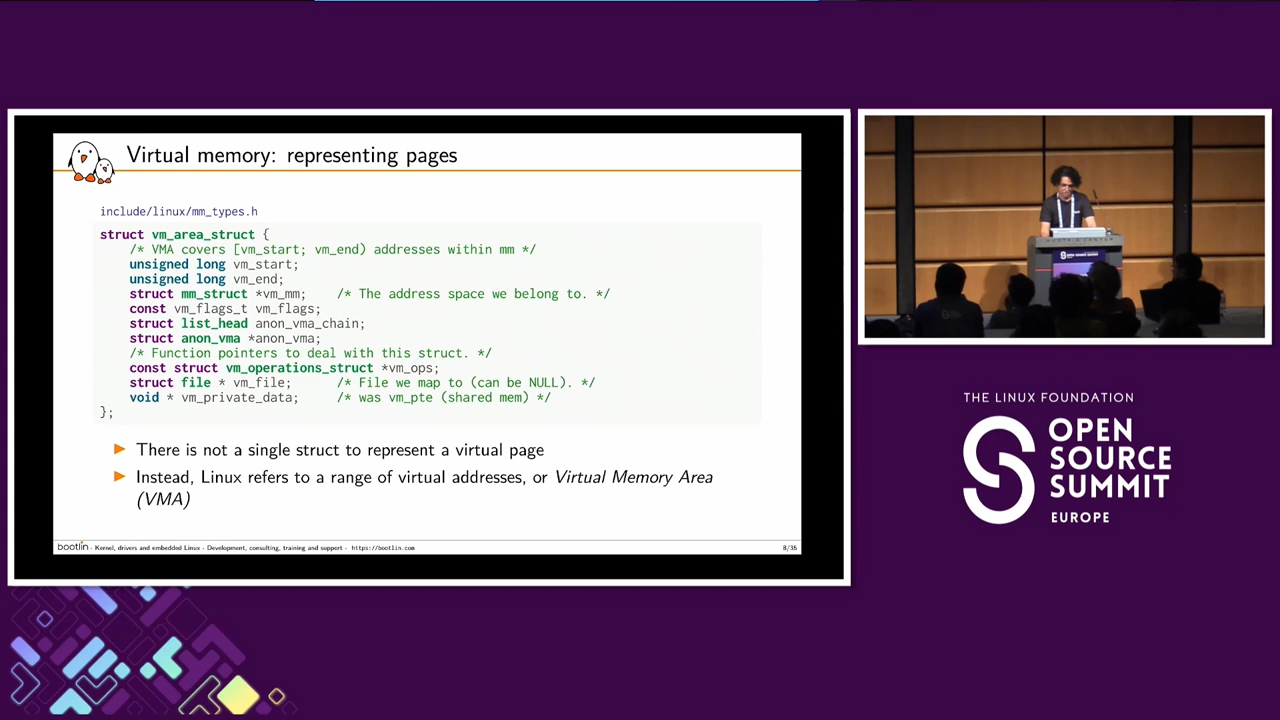 Virtual memory: representing pages
include/linux/mm_types.h
struct vm_area_struct {
/* VMA covers [vm_start; vm_end) addresses within mm */
unsigned long vm_start;
unsigned long vm_end;
struct mm_struct *vm_mm; /* The address space we belong to. */
const vm_flags_t vm_flags;
struct list_head anon_vma_chain;
struct anon_vma *anon_vma;
/* Function pointers to deal with this struct. */
const struct vm_operations_struct *vm_ops;
struct file * vm_file; /* File we map to (can be NULL). */
void * vm_private_data; /* was vm_pte (shared mem) */
};
There is not a single struct to represent a virtual page
Instead, Linux refers to a range of virtual addresses, or Virtual Memory Area
(VMA)
bootlin - Kernel, drivers and embedded Linux - Development, consulting, training and support - https://bootlin.com
8/35
THE LINUX FOUNDATION
OPEN
SOURCE
SUMMIT
EUROPE